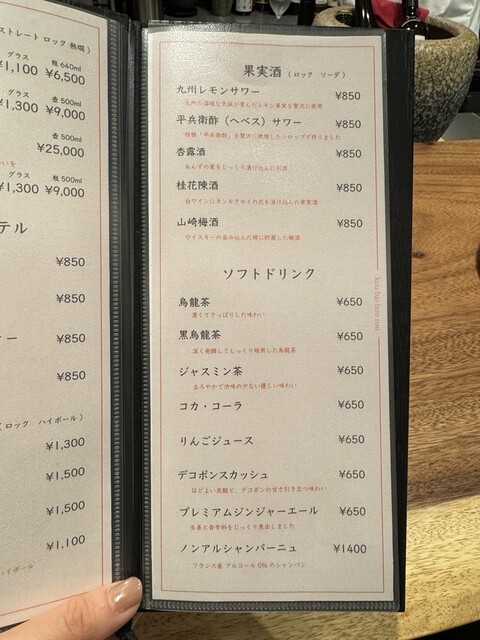 ストレート ロック 熱燗)
グラス 瓶 640ml
¥1,100 ¥6,500
グラス 壺 500ml
¥1,300 ¥9,000
壺 500ml
¥25,000
いを
グラス 瓶 500ml
¥1,300 ¥9,000
テル
¥850
¥850
ー ¥850
¥850
(ロック ハイボール)
¥1,300
¥1,500
¥1,500
¥1,100
ハイボール
果実酒 (ロック ソーダ)
九州レモンサワー ¥850
九州の温暖な気候が育んだレモン果実を贅沢に使用
平兵衛酢(へベス)サワー ¥850
柑橘「平兵衛酢」を贅沢に使用したシロップで作りました
杏露酒 ¥850
あんずの実をじっくり漬け込んだお酒
桂花陳酒 ¥850
白ワインにキンモクセイの花を漬け込んだ果実酒
山崎梅酒 ¥850
ウイスキーの染み込んだ樽に貯蔵した梅酒
ソフトドリンク
烏龍茶 ¥650
濃くてさっぱりした味わい
黒烏龍茶 ¥650
深く発酵してじっくり焙煎した烏龍茶
ジャスミン茶 ¥650
まろやかで渋味の少ない優しい味わい
コカ・コーラ ¥650
りんごジュース ¥650
デコポンスカッシュ ¥650
ほどよい炭酸と、デコポンの甘さ引き立つ味わい
プレミアムジンジャーエール ¥650
生姜と香辛料をじっくり煮出しました
ノンアルシャンパーニュ ¥1400
フランス産 アルコール0%のシャンパン